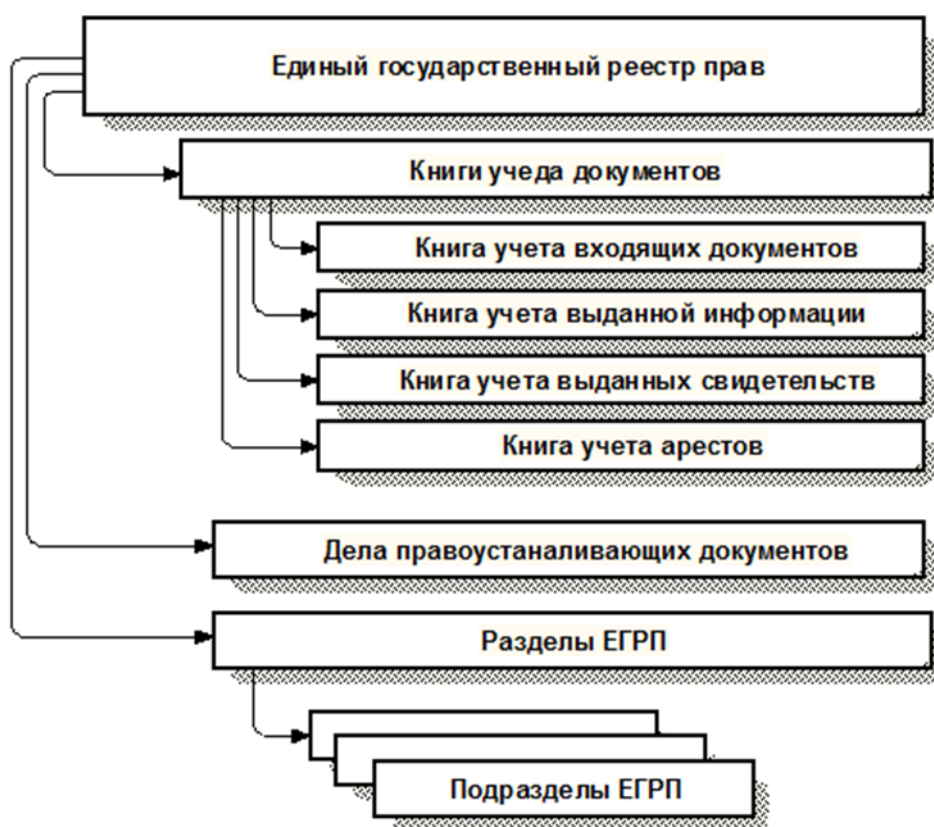 Единый государственный реестр прав
Книги учеда документов
Книга учета входящих документов
Книга учета выданной информации
Книга учета выданных свидетельств
Книга учета арестов
Дела правоустаналивающих документов
Разделы ЕГРП
Подразделы ЕГРП